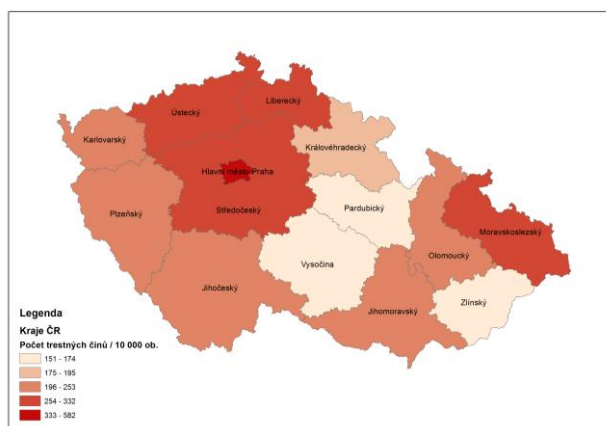 Liberecký
Ústecký
Karlovarský
Královéhradecký
Hlavní město Praha
Pardubický
Plzeňský
Středočeský
Moravskoslezský
Olomoucký
Vysočina
Jihočeský
Zlínský
Jihomoravský
Legenda
Kraje ČR
Počet trestných činů / 10 000 ob.
151 - 174
175 - 195
196 - 253
254 - 332
333 - 582